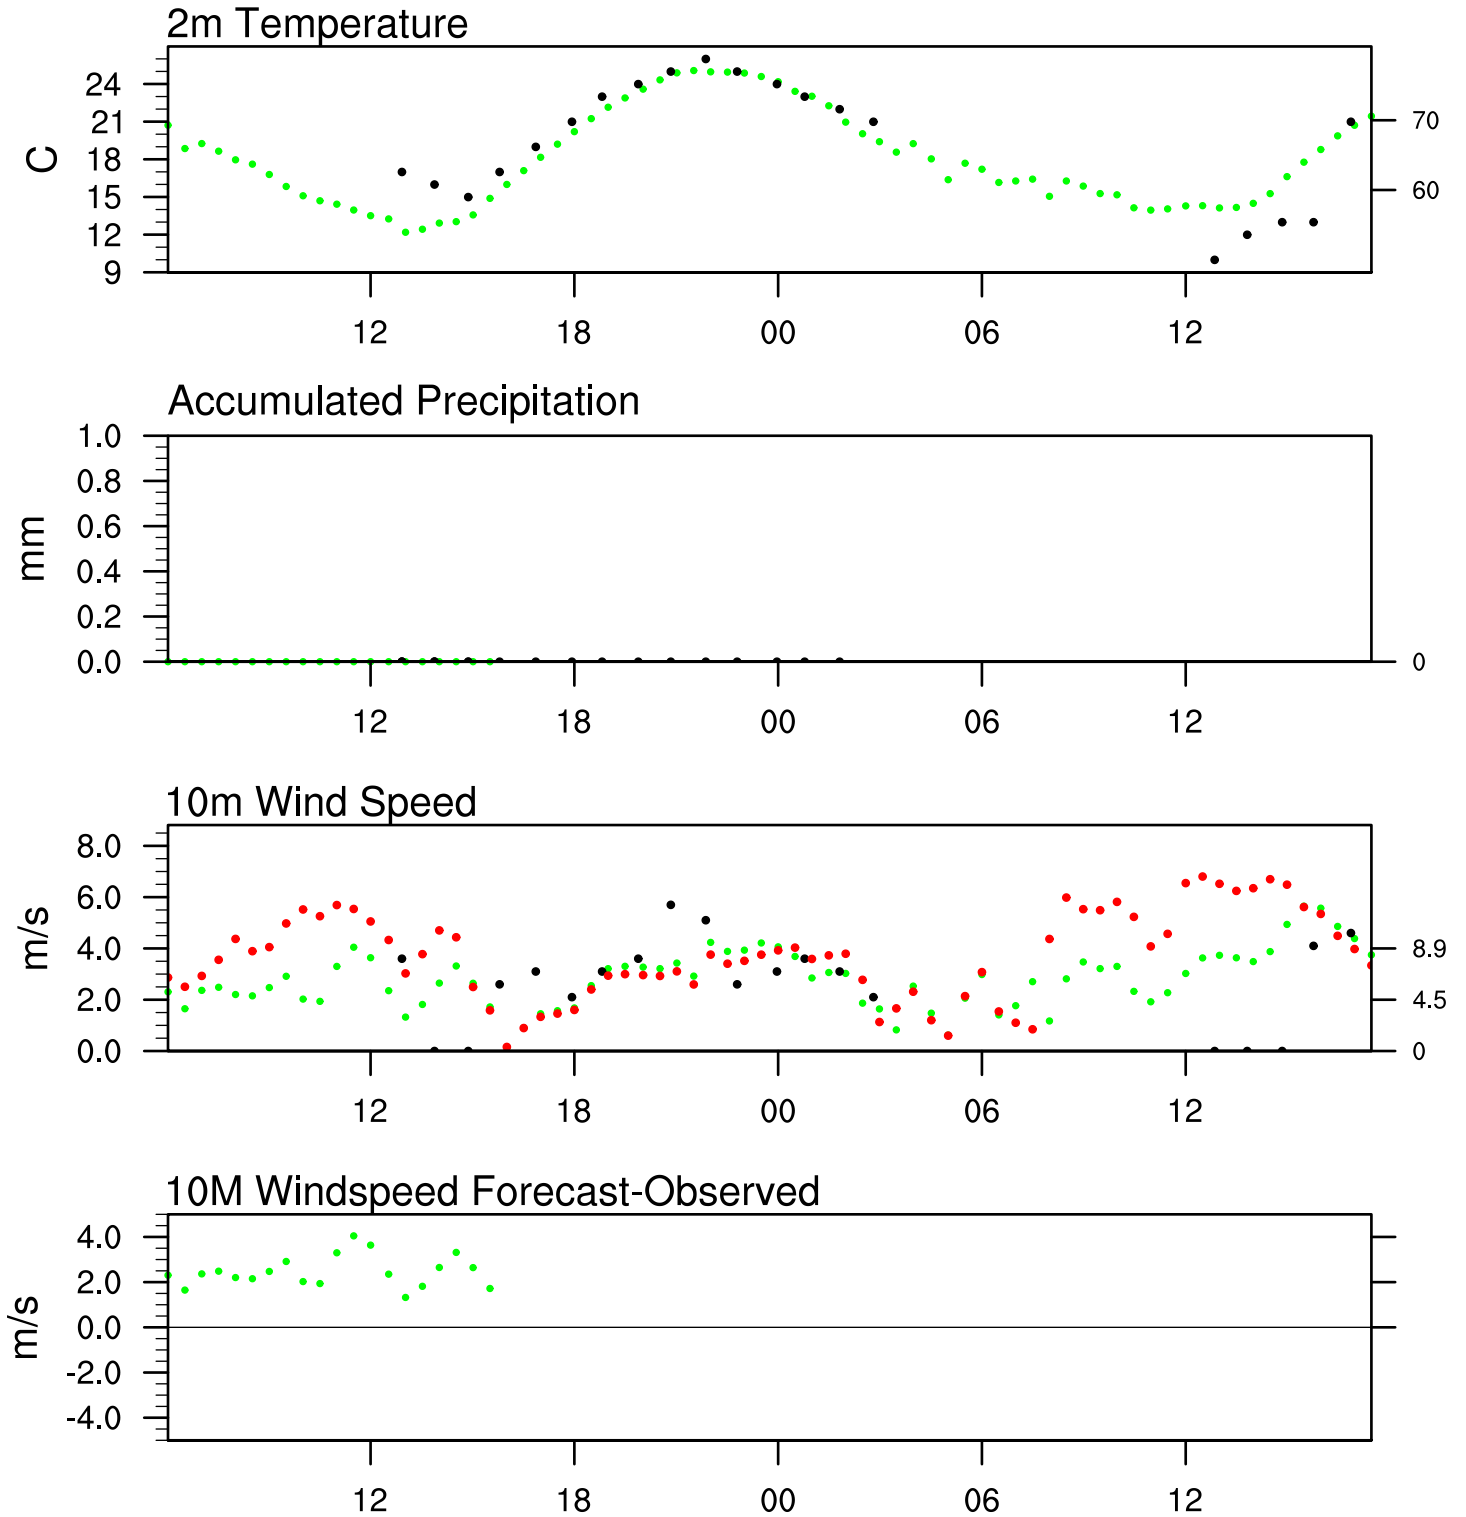 2m Temperature
24
21
18
15
12
9
C
70
60
12 18 00 06 12
Accumulated Precipitation
1.0
0.8
0.6
0.4
0.2
0.0
mm
0
12 18 00 06 12
10m Wind Speed
8.0
6.0
4.0
2.0
0.0
m/s
8.9
4.5
0
12 18 00 06 12
10M Windspeed Forecast-Observed
4.0
2.0
0.0
-2.0
-4.0
m/s
12 18 00 06 12